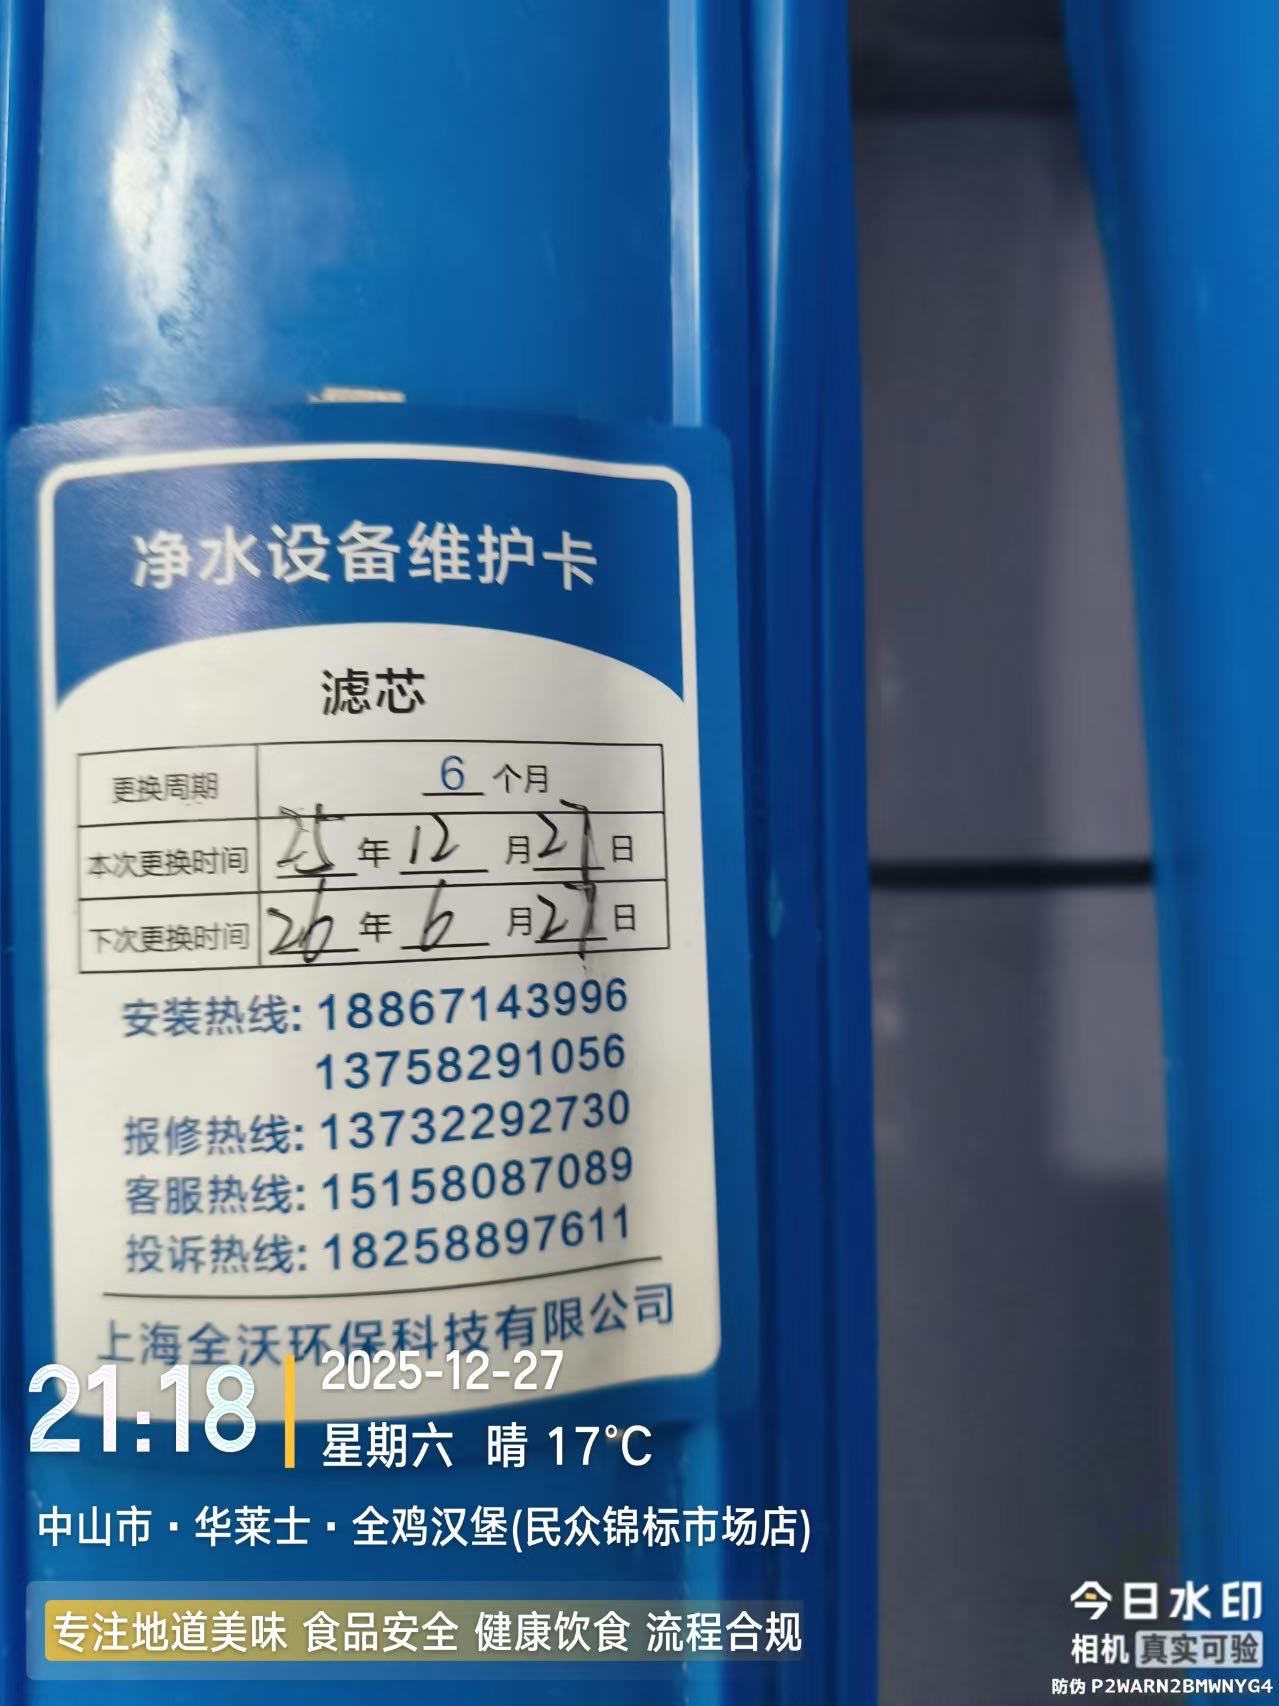 净水设备维护卡
滤芯
更换周期 6 个月
本次更换时间 25 年 12 月 27 日
下次更换时间 26 年 6 月 27 日
安装热线: 18867143996
13758291056
报修热线: 13732292730
客服热线: 15158087089
投诉热线: 18258897611
上海全沃环保科技有限公司
21:18
2025-12-27
星期六 晴 17°C
中山市·华莱士·全鸡汉堡(民众锦标市场店)
专注地道美味 食品安全 健康饮食 流程合规
今日水印
相机 真实可验
防伪 P2WARN2BMWNYG4